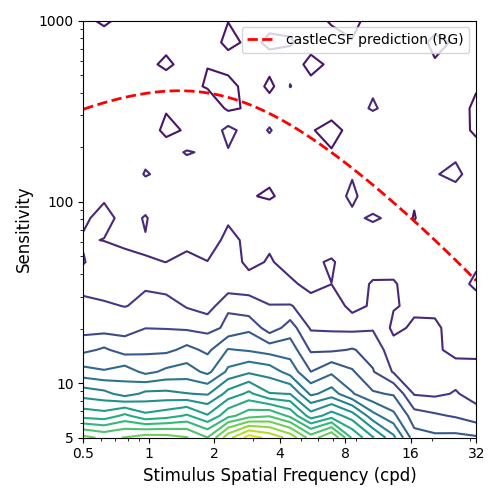 1000
castleCSF prediction (RG)
100
10
5
Sensitivity
0.5 1 2 4 8 16 32
Stimulus Spatial Frequency (cpd)